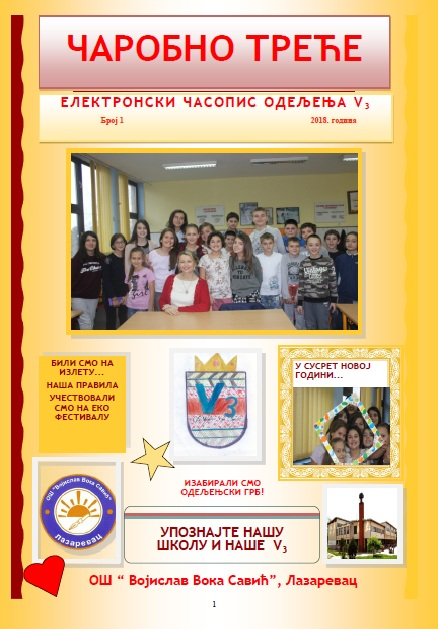 ЧАРОБНО ТРЕЋЕ
ЕЛЕКТРОНСКИ ЧАСОПИС ОДЕЉЕЊА V3
Број 1 2018. година
БИЛИ СМО НА
ИЗЛЕТУ...
НАША ПРАВИЛА
УЧЕСТВОВАЛИ
СМО НА ЕКО
ФЕСТИВАЛУ
V3
У СУСРЕТ НОВОЈ
ГОДИНИ...
ИЗАБИРАЛИ СМО
ОДЕЉЕНСКИ ГРБ!
ОШ "Војислав Вока Савић"
Лазаревац
УПОЗНАЈТЕ НАШУ
ШКОЛУ И НАШЕ V3
ОШ “ Војислав Вока Савић”, Лазаревац
1